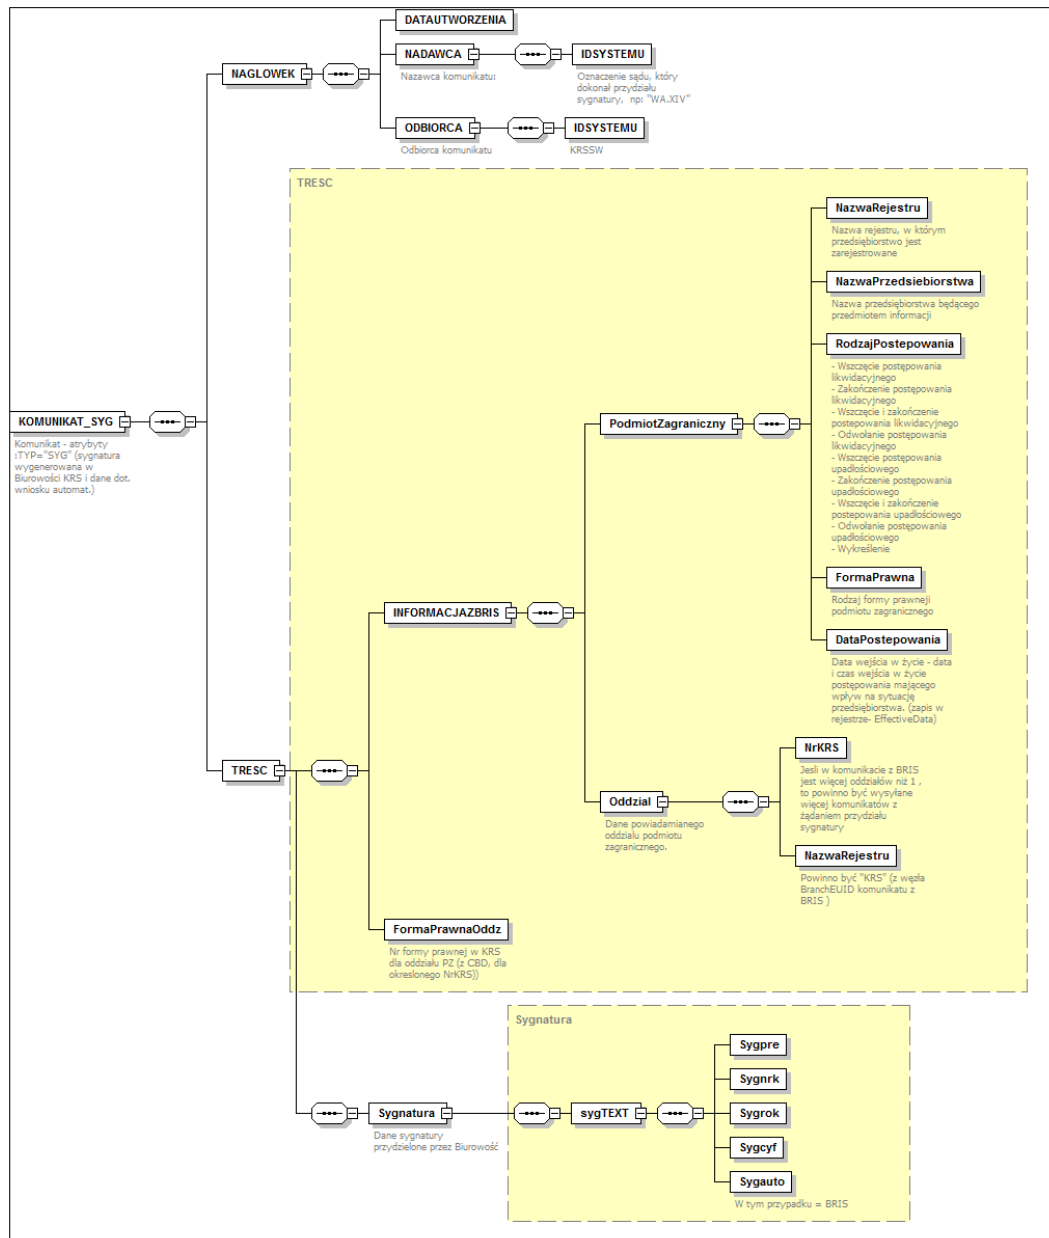 DATAUTWORZENIA
NADAWCA
Nazawca komunikatu:
IDSYSTEMU
Oznaczenie sądu, który
dokonał przydziału
sygnatury, np: "WA.XIV"
NAGLOWEK
ODBIORCA
Odbiorca komunikatu
IDSYSTEMU
KRSSW
TRESC
NazwaRejestru
Nazwa rejestru, w którym
przedsiębiorstwo jest
zarejestrowane
NazwaPrzedsiebiorstwa
Nazwa przedsiębiorstwa będącego
przedmiotem informacji
RodzajPostepowania
- Wszczęcie postępowania
likwidacyjnego
- Zakończenie postępowania
likwidacyjnego
- Wszczęcie i zakończenie
postepowania likwidacyjnego
- Odwołanie postępowania
likwidacyjnego
- Wszczęcie postępowania
upadłościowego
- Zakończenie postępowania
upadłościowego
- Wszczęcie i zakończenie
postepowania upadłościowego
- Odwołanie postępowania
upadłościowego
- Wykreślenie
KOMUNIKAT_SYG
Komunikat - atrybyty
:TYP="SYG" (sygnatura
wygenerowana w
Biurowości KRS i dane dot.
wniosku automat.)
PodmiotZagraniczny
FormaPrawna
Rodzaj formy prawneji
podmiotu zagranicznego
INFORMACJAZBRIS
DataPostepowania
Data wejścia w życie - data
i czas wejścia w życie
postępowania mającego
wpływ na sytuację
przedsiębiorstwa. (zapis w
rejestrze- EffectiveData)
TRESC
NrKRS
Jesli w komunikacie z BRIS
jest więcej oddziałów niż 1 ,
to powinno być wysyłane
więcej komunikatów z
żądaniem przydziału
sygnatury
Oddzial
Dane powiadamianego
oddzialu podmiotu
zagranicznego.
NazwaRejestru
Powinno być "KRS" (z węzła
BranchEUID komunikatu z
BRIS )
FormaPrawnaOddz
Nr formy prawnej w KRS
dla oddziału PZ (z CBD, dla
okreslonego NrKRS))
Sygnatura
Sygpre
Sygnrk
Sygnatura
Dane sygnatury
przydzielone przez Biurowość
sygTEXT
Sygrok
Sygcyf
Sygauto
W tym przypadku = BRIS